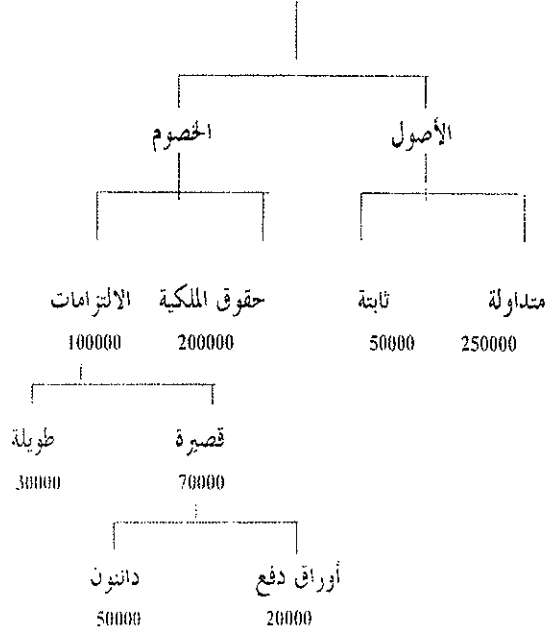 الأصول الخصوم
متداولة ثابتة حقوق الملكية الالتزامات
250000 50000 200000 100000
قصيرة طويلة
70000 30000
أوراق دفع دائنون
20000 50000